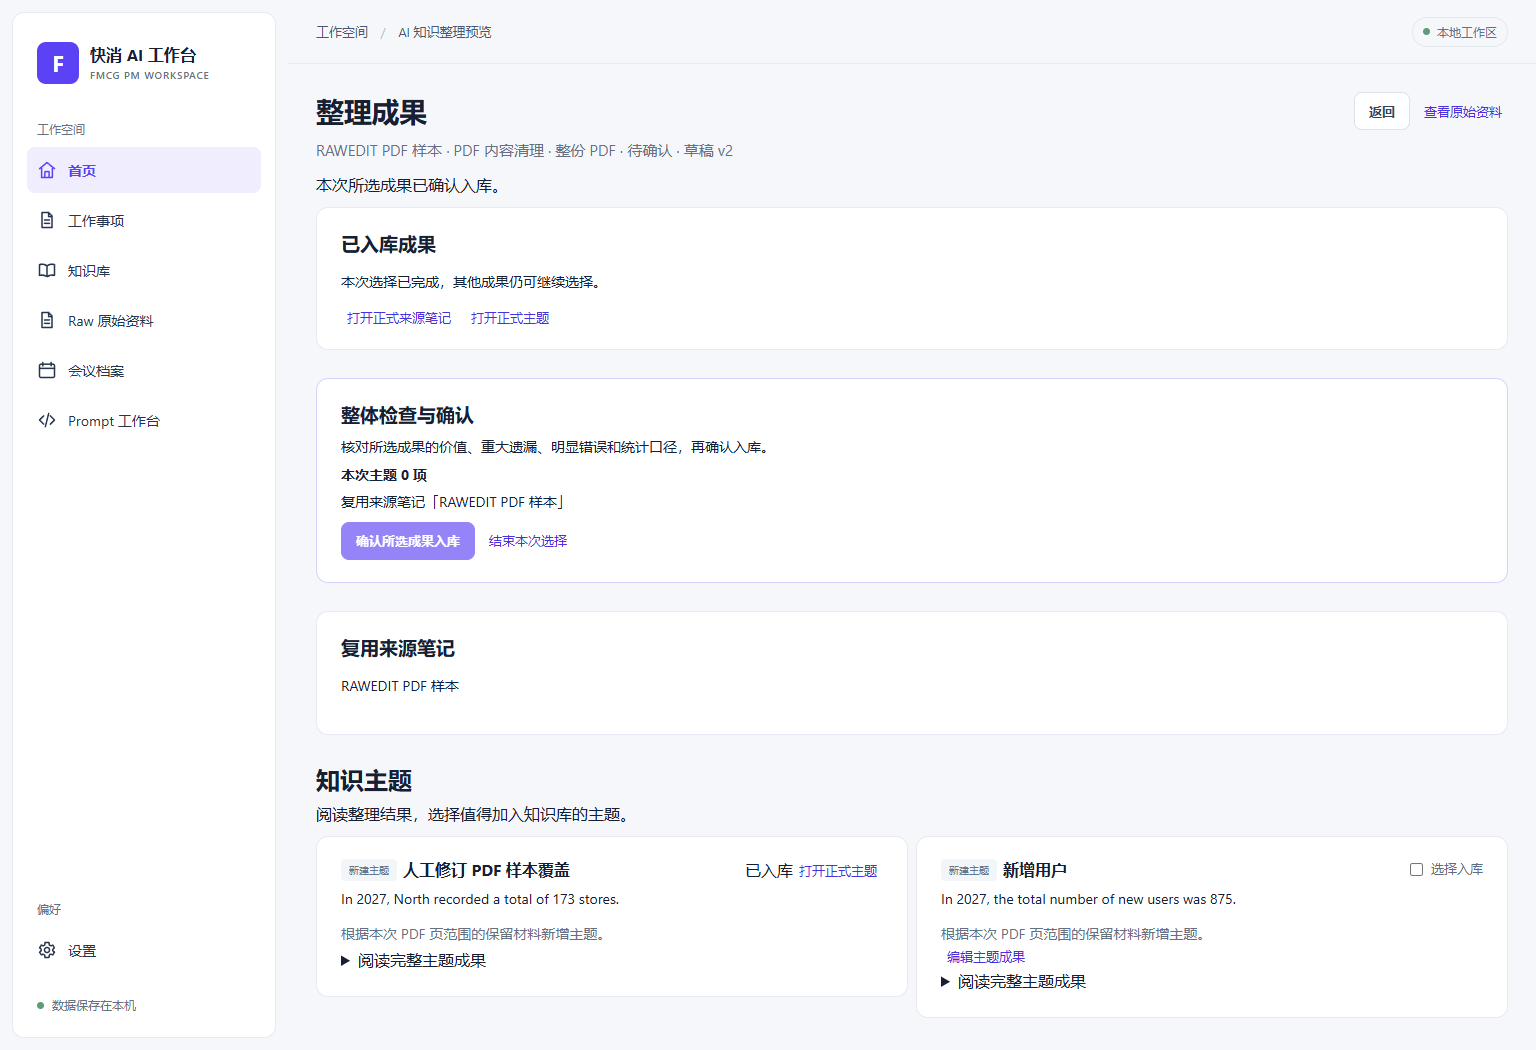 F
快消 AI 工作台
FMCG PM WORKSPACE
工作空间
首页
工作事项
知识库
Raw 原始资料
会议档案
Prompt 工作台
偏好
设置
数据保存在本机
工作空间 / AI 知识整理预览
本地工作区
整理成果
返回
查看原始资料
RAWEDIT PDF 样本 · PDF 内容清理 · 整份 PDF · 待确认 · 草稿 v2
本次所选成果已确认入库。
已入库成果
本次选择已完成，其他成果仍可继续选择。
打开正式来源笔记 打开正式主题
整体检查与确认
核对所选成果的价值、重大遗漏、明显错误和统计口径，再确认入库。
本次主题 0 项
复用来源笔记「RAWEDIT PDF 样本」
确认所选成果入库 结束本次选择
复用来源笔记
RAWEDIT PDF 样本
知识主题
阅读整理结果，选择值得加入知识库的主题。
新建主题 人工修订 PDF 样本覆盖 已入库 打开正式主题
In 2027, North recorded a total of 173 stores.
根据本次 PDF 页范围的保留材料新增主题。
阅读完整主题成果
新建主题 新增用户 选择入库
In 2027, the total number of new users was 875.
根据本次 PDF 页范围的保留材料新增主题。
编辑主题成果
阅读完整主题成果